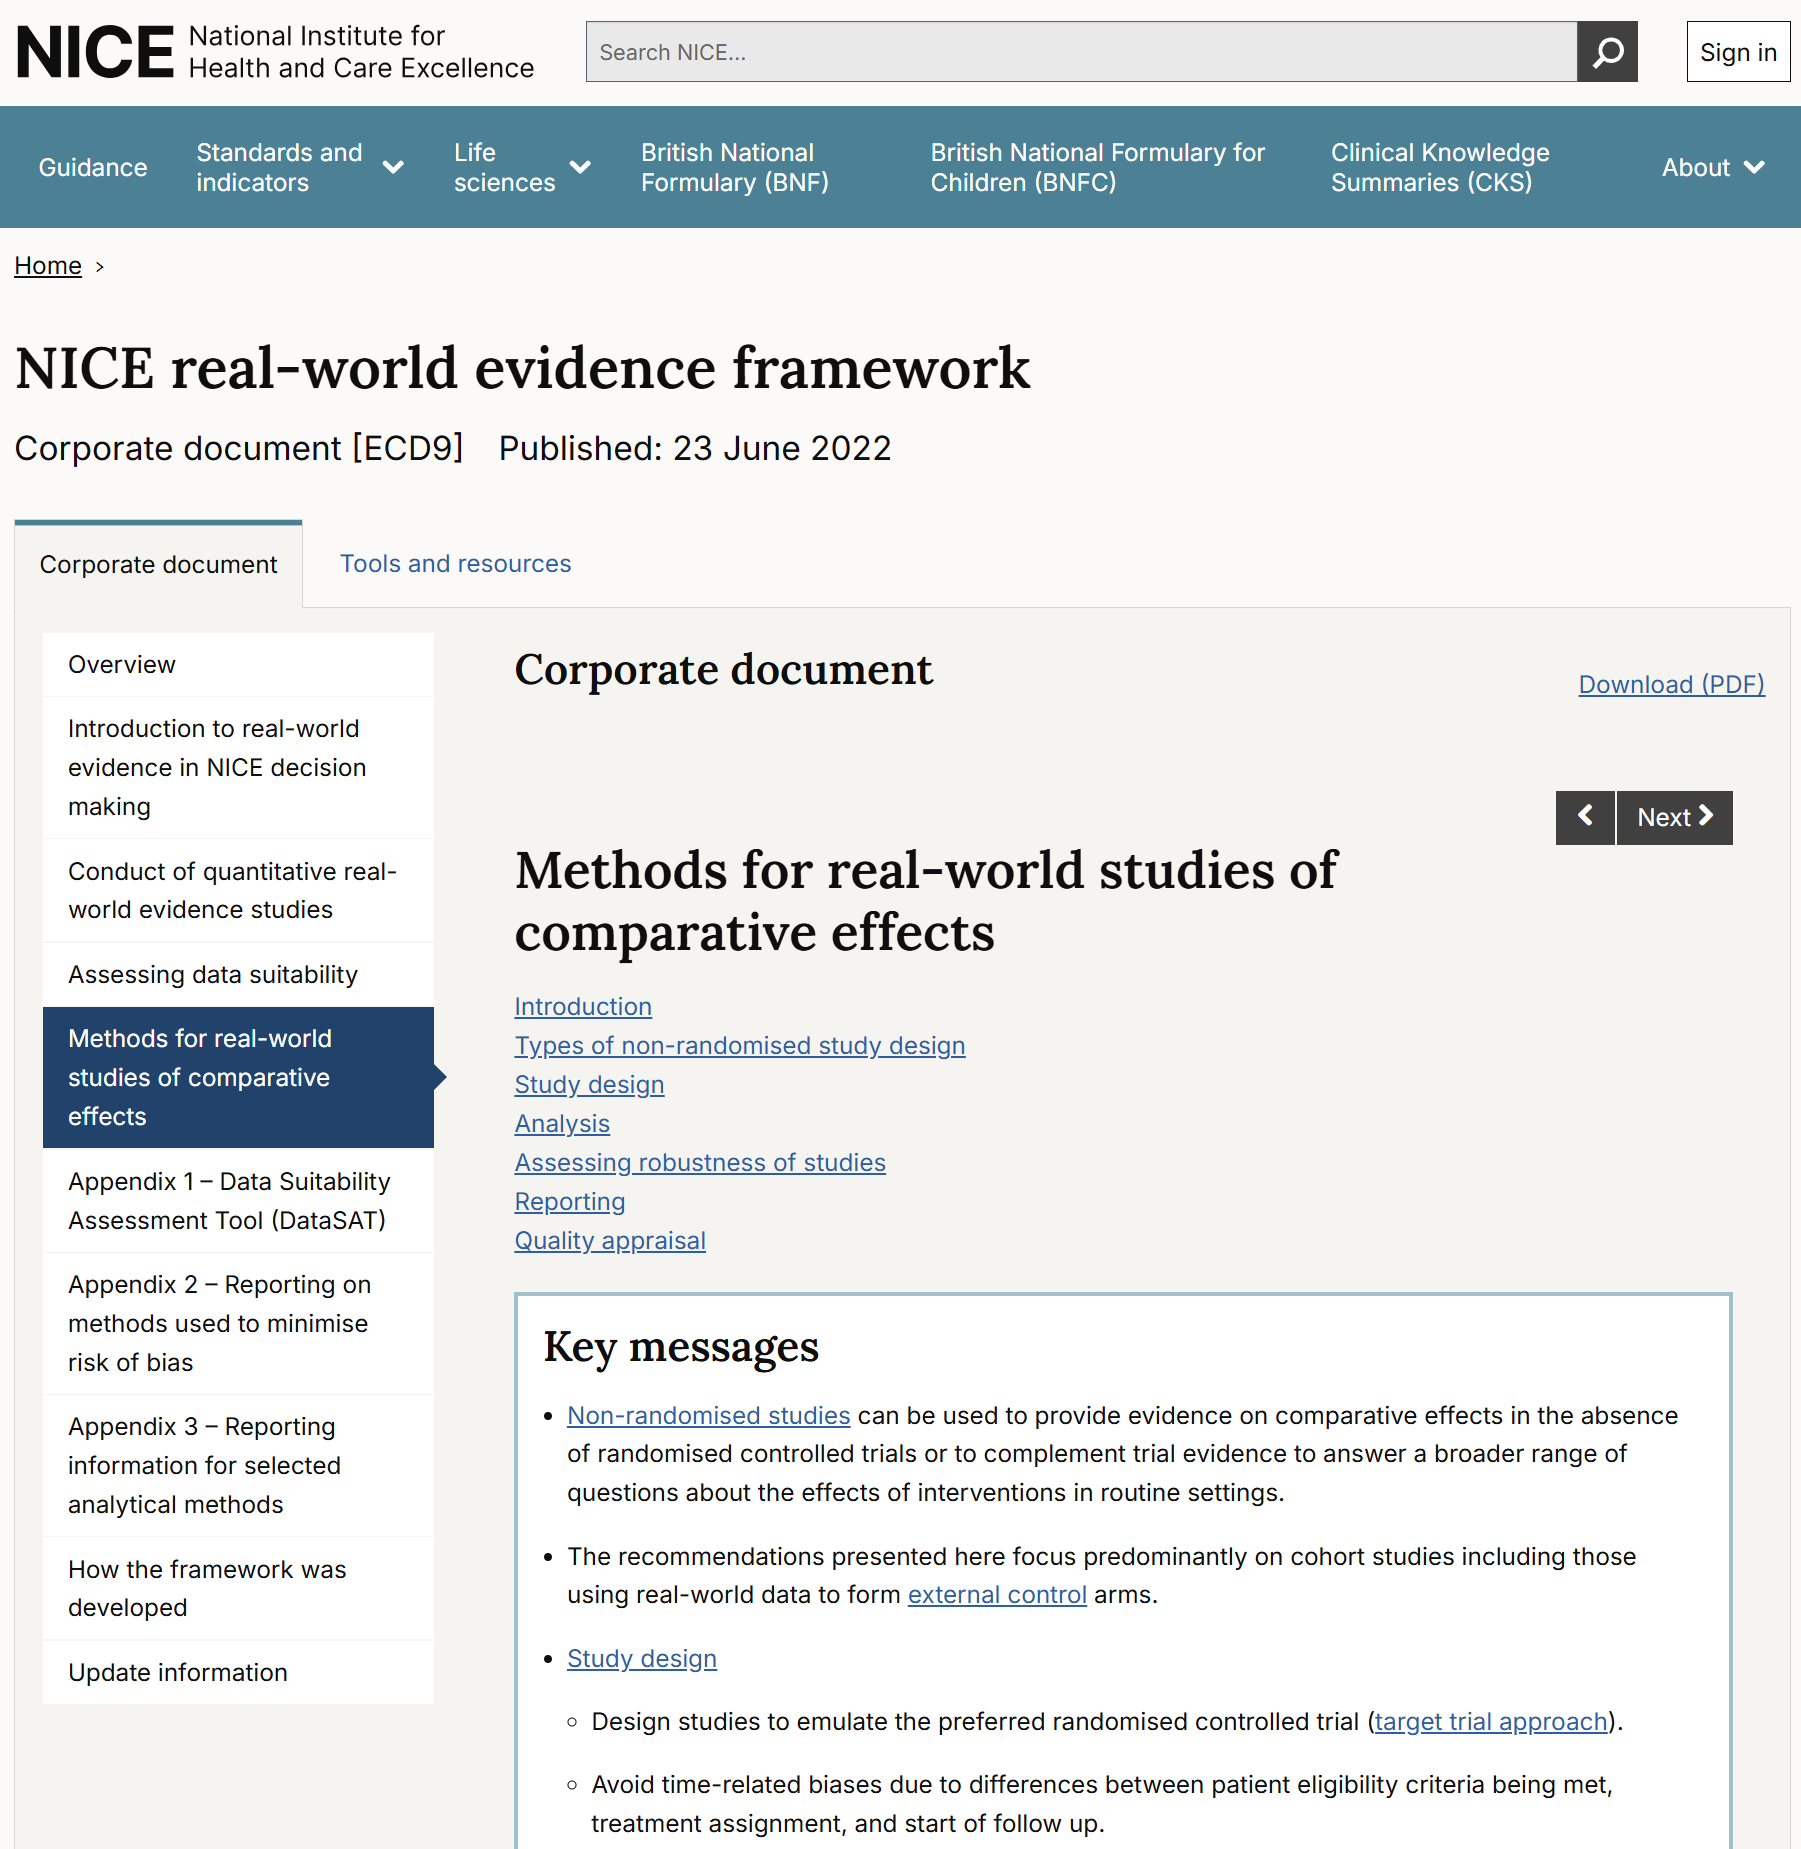 NICE National Institute for
Health and Care Excellence
Search NICE...
Sign in
Guidance
Standards and
indicators
Life
sciences
British National
Formulary (BNF)
British National Formulary for
Children (BNFC)
Clinical Knowledge
Summaries (CKS)
About
Home >
NICE real-world evidence framework
Corporate document [ECD9] Published: 23 June 2022
Corporate document
Tools and resources
Overview
Introduction to real-world
evidence in NICE decision
making
Conduct of quantitative real-
world evidence studies
Assessing data suitability
Methods for real-world
studies of comparative
effects
Appendix 1 – Data Suitability
Assessment Tool (DataSAT)
Appendix 2 – Reporting on
methods used to minimise
risk of bias
Appendix 3 – Reporting
information for selected
analytical methods
How the framework was
developed
Update information
Corporate document
Download (PDF)
Next
Methods for real-world studies of
comparative effects
Introduction
Types of non-randomised study design
Study design
Analysis
Assessing robustness of studies
Reporting
Quality appraisal
Key messages
• Non-randomised studies can be used to provide evidence on comparative effects in the absence
of randomised controlled trials or to complement trial evidence to answer a broader range of
questions about the effects of interventions in routine settings.
• The recommendations presented here focus predominantly on cohort studies including those
using real-world data to form external control arms.
• Study design
◦ Design studies to emulate the preferred randomised controlled trial (target trial approach).
◦ Avoid time-related biases due to differences between patient eligibility criteria being met,
treatment assignment, and start of follow up.